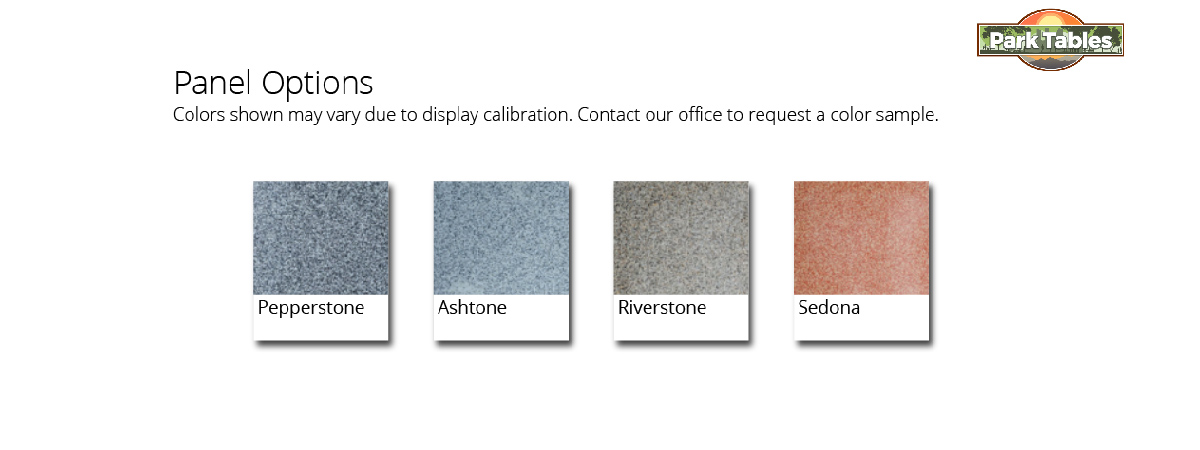 Park Tables
Panel Options
Colors shown may vary due to display calibration. Contact our office to request a color sample.
Pepperstone
Ashtone
Riverstone
Sedona